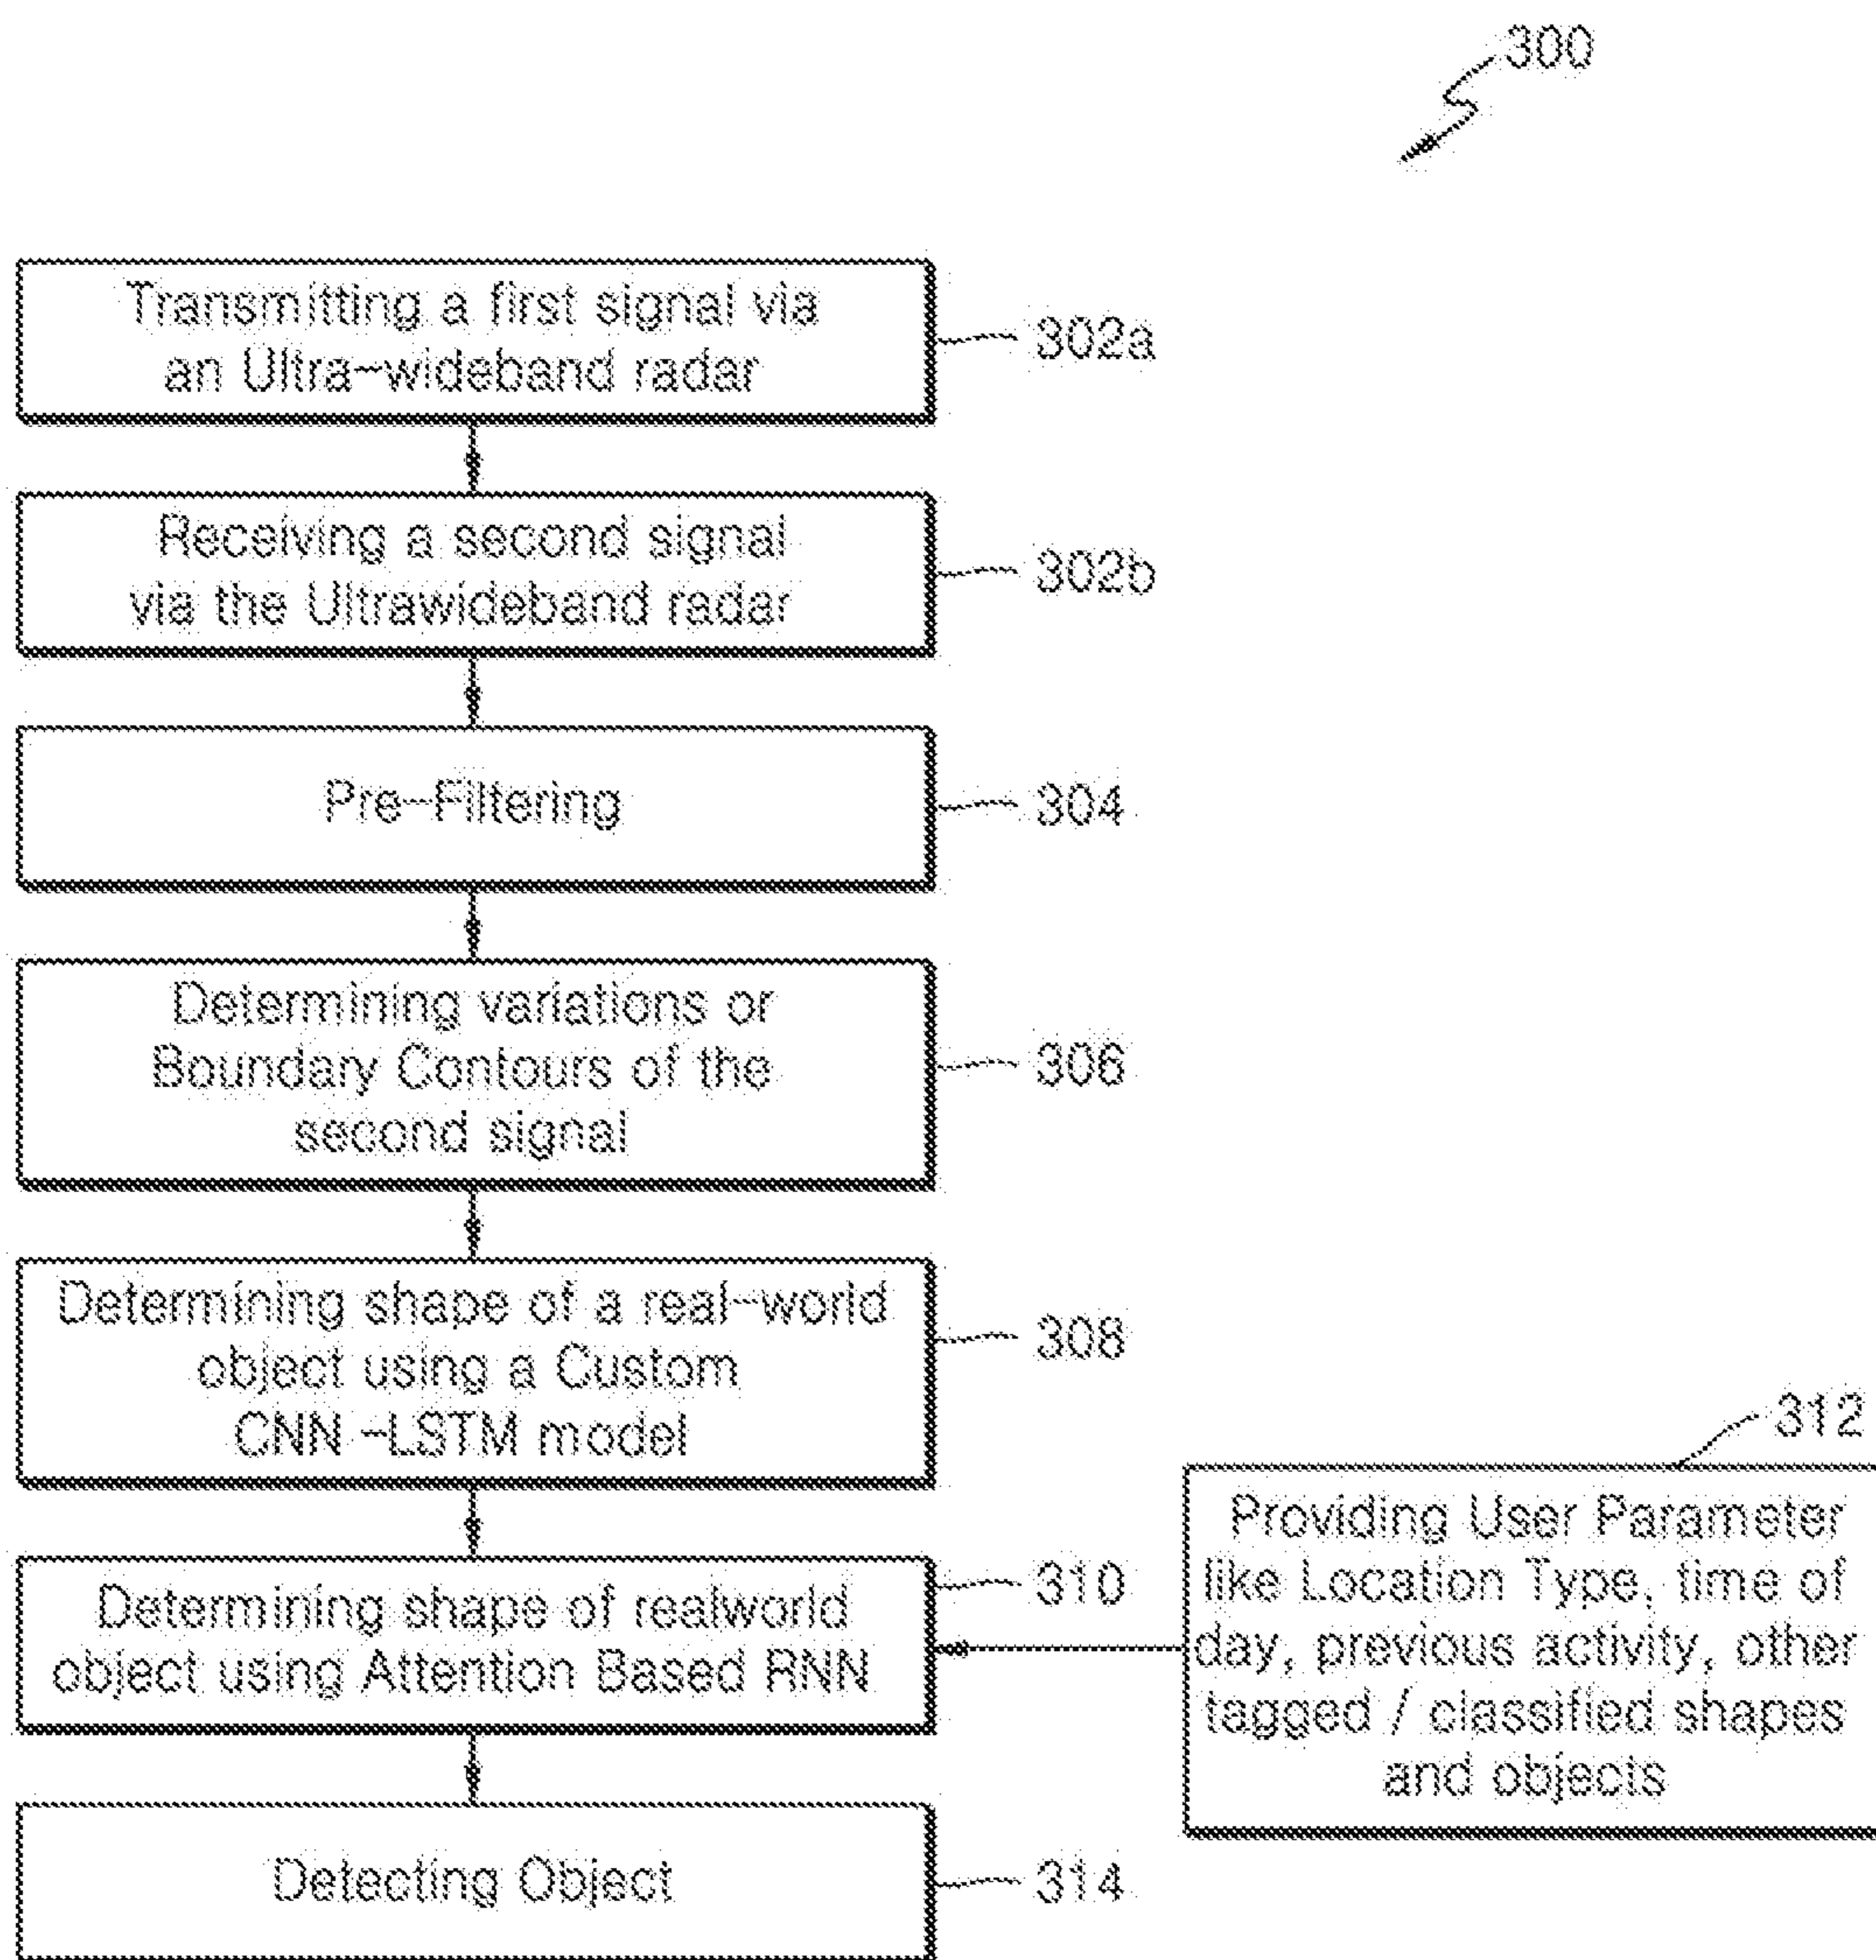 300
Transmitting a first signal via
an Ultra-wideband radar
302a
Receiving a second signal
via the Ultrawideband radar
302b
Pre-Filtering
304
Determining variations or
Boundary Contours of the
second signal
306
Determining shape of a real-world
object using a Custom
CNN -LSTM model
308
Determining shape of realworld
object using Attention Based RNN
310
312
Providing User Parameter
like Location Type, time of
day, previous activity, other
tagged / classified shapes
and objects
Detecting Object
314